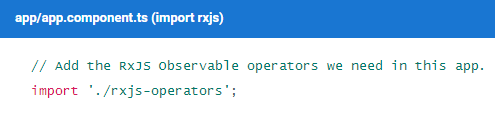 app/app.component.ts (import rxjs)
// Add the RxJS Observable operators we need in this app.
import './rxjs-operators';